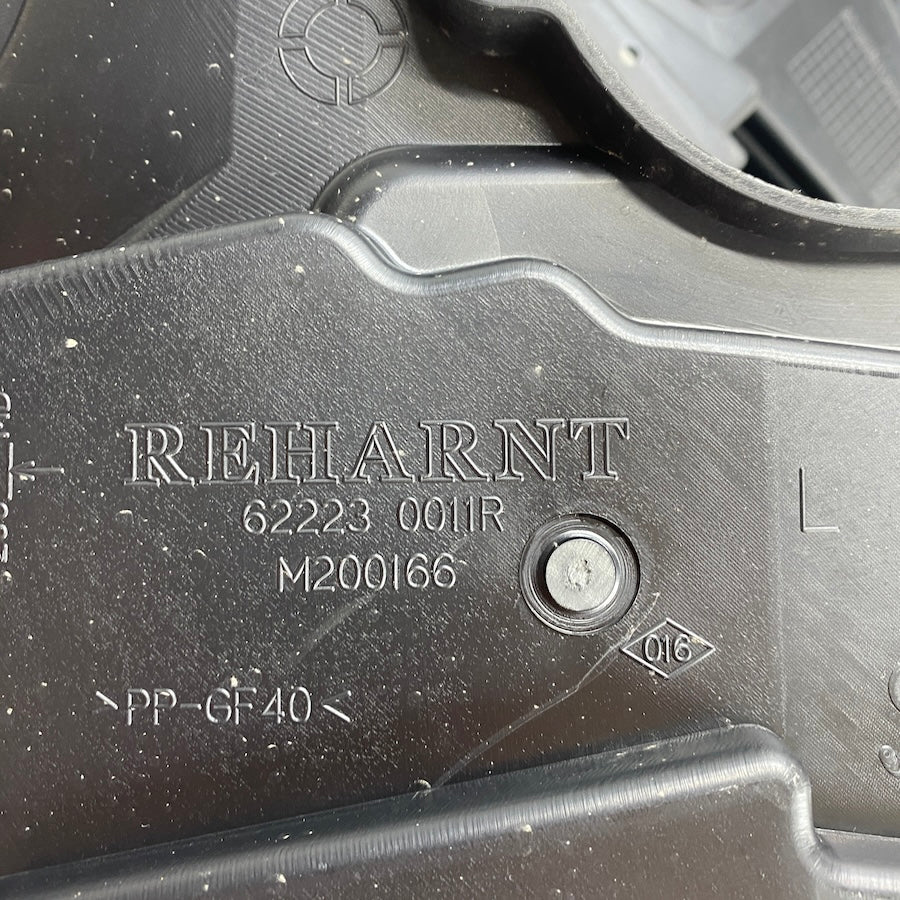 REHARNT
62223 0011R
M200166
L
016
>PP-GF40<